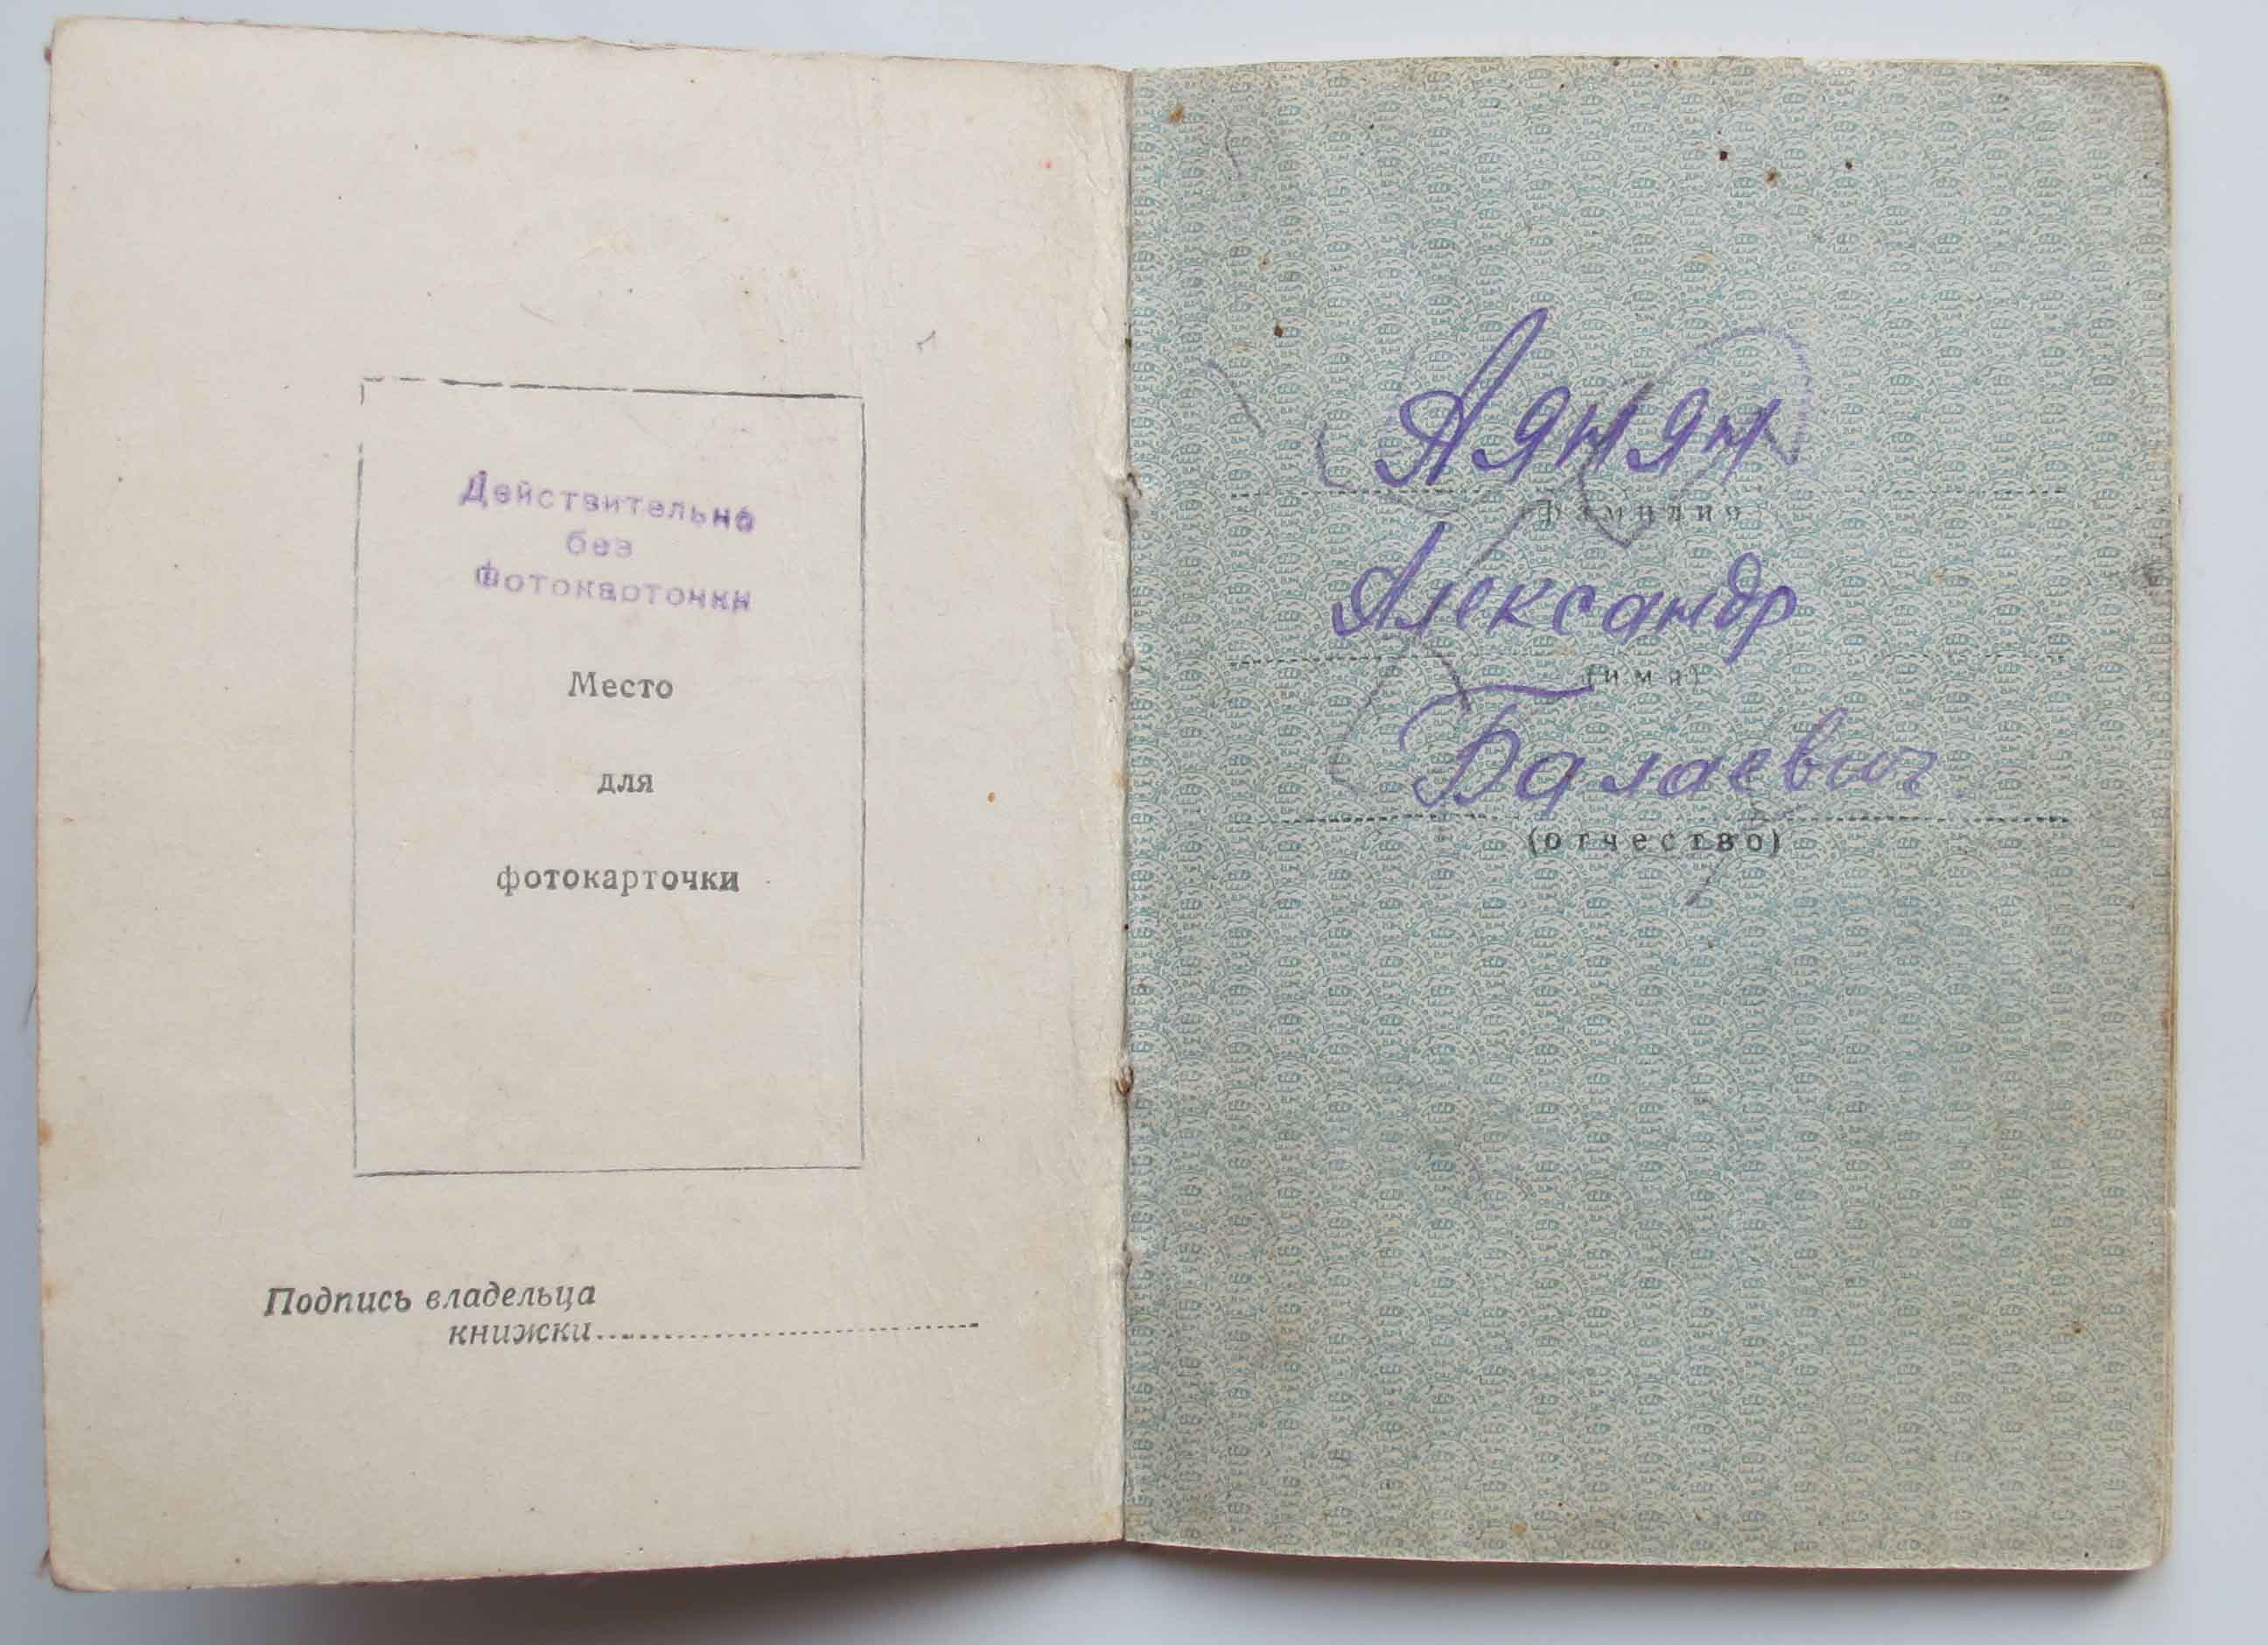 Действительно
без
Фотокарточки
Место
для
фотокарточки
Подпись владельца
книжки
Аянян
(фамилия)
Александр
(имя)
Балаевич
(отчество)